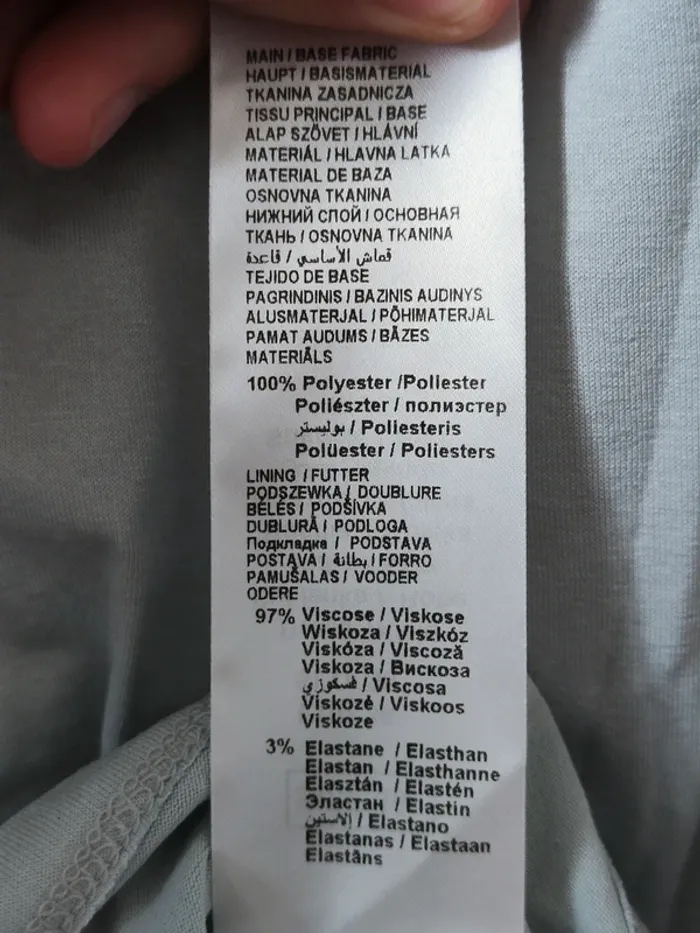 MAIN / BASE FABRIC
HAUPT / BASISMATERIAL
TKANINA ZASADNICZA
TISSU PRINCIPAL / BASE
ALAP SZÖVET / HLÁVNÍ
MATERIÁL / HLAVNA LATKA
MATERIAL DE BAZA
OSNOVNA TKANINA
НИЖНИЙ СЛОЙ / ОСНОВНАЯ
ТКАНЬ / OSNOVNA TKANINA
قماش الأساسي / قاعدة
TEJIDO DE BASE
PAGRINDINIS / BAZINIS AUDINYS
ALUSMATERJAL / PÕHIMATERJAL
PAMAT AUDUMS / BĀZES
MATERIĀLS
100% Polyester /Poliester
Poliészter / полиэстер
بوليستر / Poliesteris
Polüester / Poliesters
LINING / FUTTER
PODSZEWKA / DOUBLURE
BÉLÉS / PODŠÍVKA
DUBLURĂ / PODLOGA
Подкладка / PODSTAVA
POSTAVA / بطانة / FORRO
PAMUŠALAS / VOODER
ODERE
97% Viscose / Viskose
Wiskoza / Viszkóz
Viskóza / Viscoză
Viskoza / Вискоза
فسكوزي / Viscosa
Viskozė / Viskoos
Viskoze
3% Elastane / Elasthan
Elastan / Elasthanne
Elasztán / Elastén
Эластан / Elastin
الاستين / Elastano
Elastanas / Elastaan
Elastāns